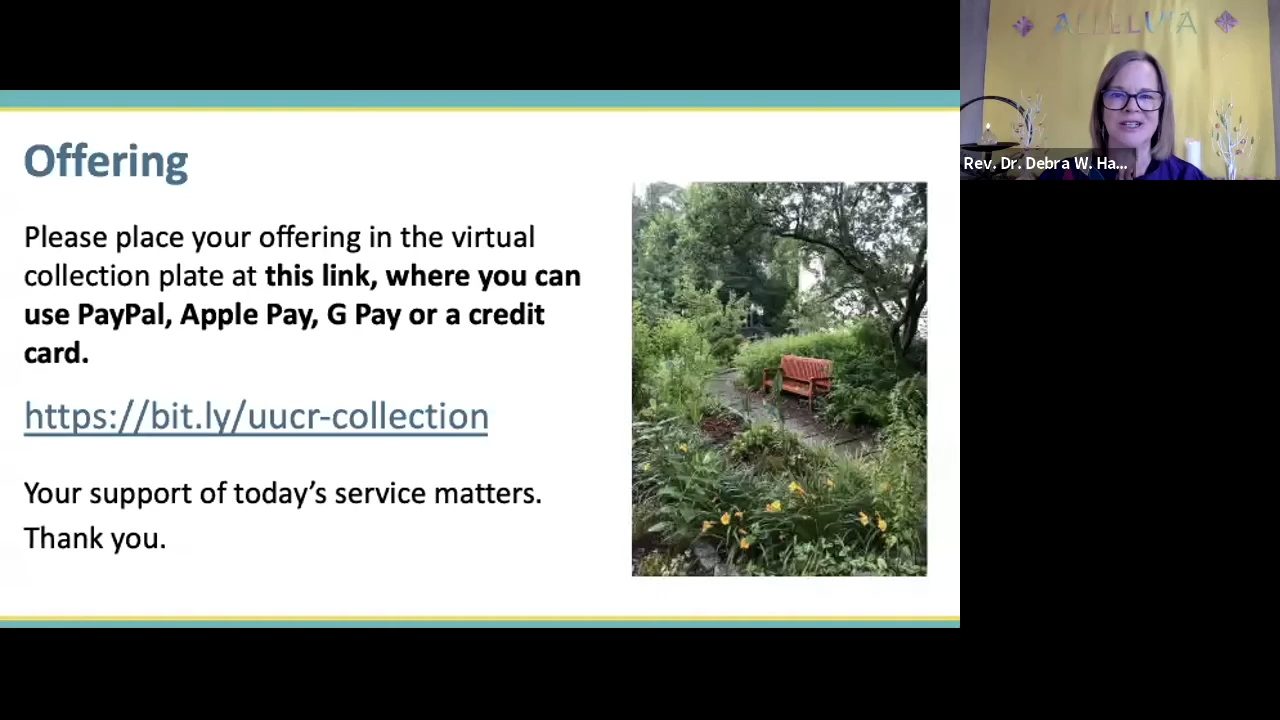 Offering
Please place your offering in the virtual
collection plate at this link, where you can
use PayPal, Apple Pay, G Pay or a credit
card.
https://bit.ly/uucr-collection
Your support of today’s service matters.
Thank you.
ALLELUIA
Rev. Dr. Debra W. Ha...